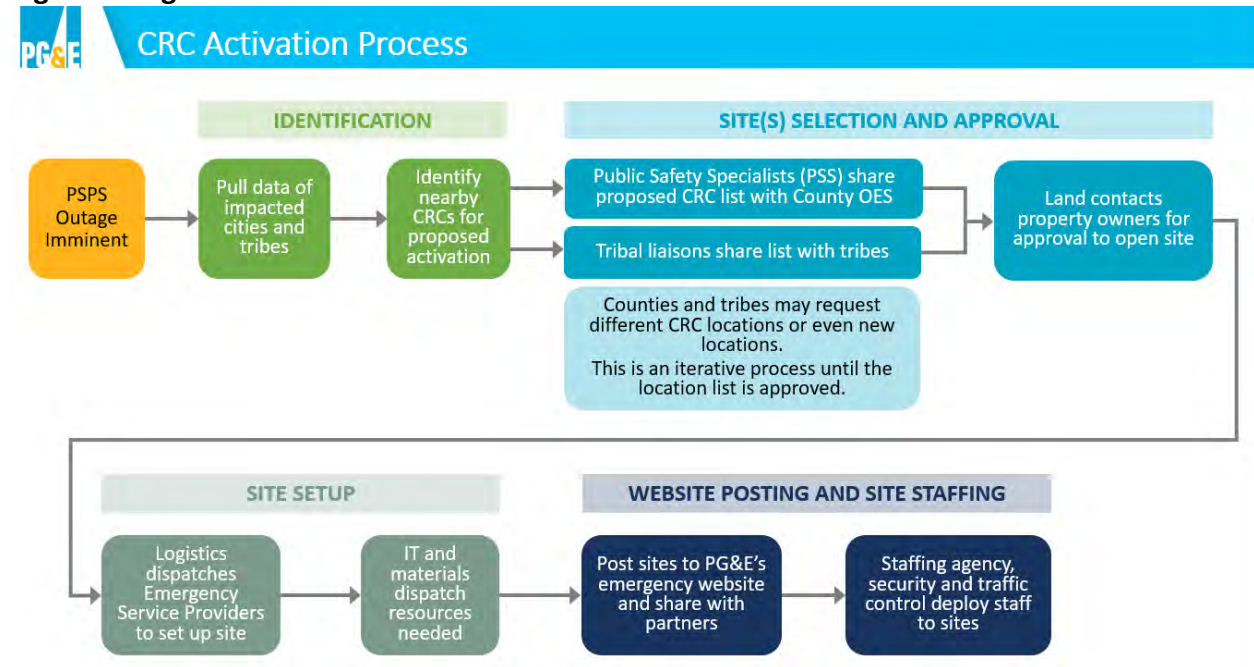 PG&E
CRC Activation Process
IDENTIFICATION
SITE(S) SELECTION AND APPROVAL
PSPS
Outage
Imminent
Pull data of
impacted
cities and
tribes
Identify
nearby
CRCs for
proposed
activation
Public Safety Specialists (PSS) share
proposed CRC list with County OES
Tribal liaisons share list with tribes
Counties and tribes may request
different CRC locations or even new
locations.
This is an iterative process until the
location list is approved.
Land contacts
property owners for
approval to open site
SITE SETUP
WEBSITE POSTING AND SITE STAFFING
Logistics
dispatches
Emergency
Service Providers
to set up site
IT and
materials
dispatch
resources
needed
Post sites to PG&E’s
emergency website
and share with
partners
Staffing agency,
security and traffic
control deploy staff
to sites